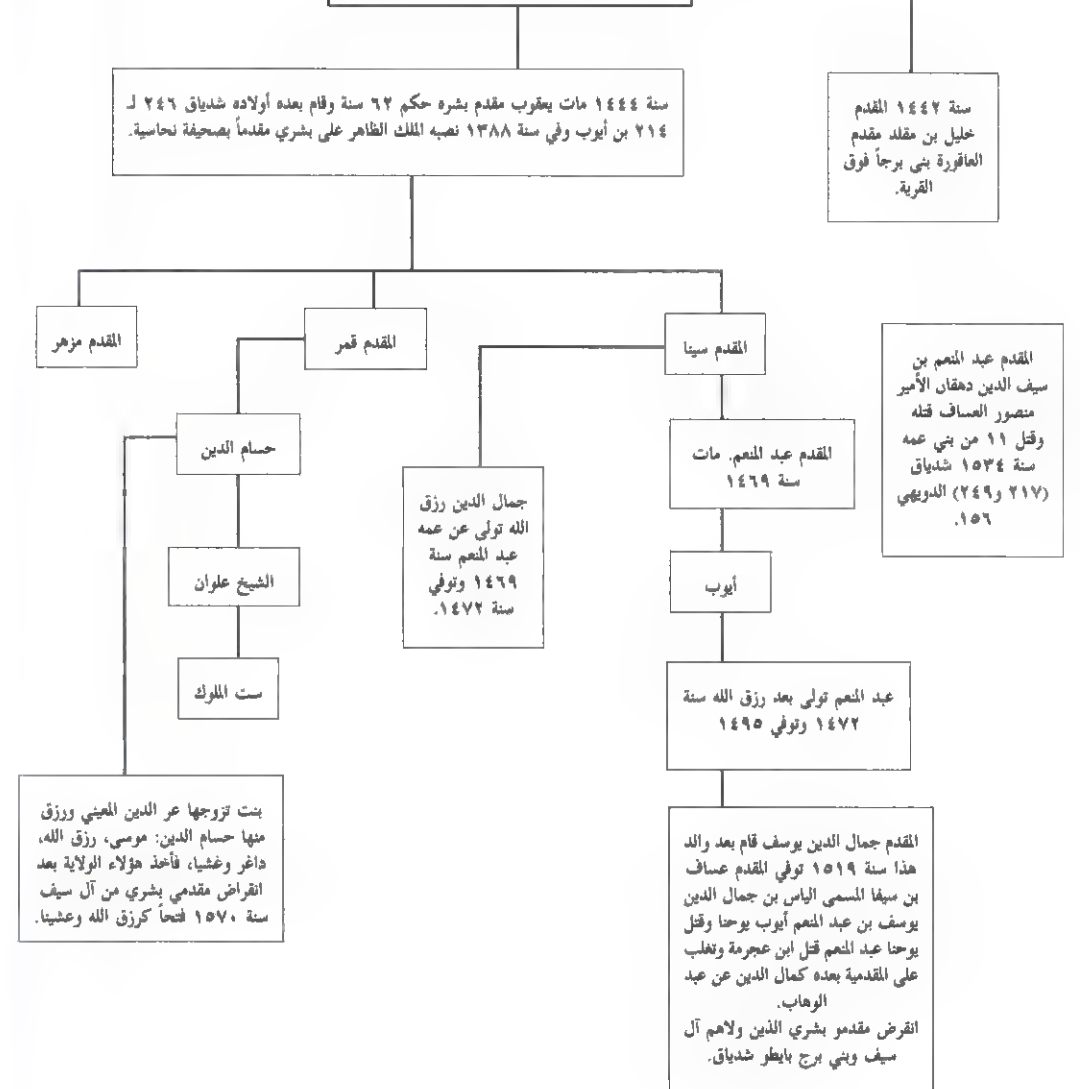 سنة ١٤٤٢ المقدم
خليل بن مقلد مقدم
العاقورة بنى برجاً فوق
القرية.
سنة ١٤٤٤ مات يعقوب مقدم بشره حكم ٦٢ سنة وقام بعده أولاده شدياق ٢٤٦ لـ
٢١٤ بن أيوب وفي سنة ١٣٨٨ نصبه الملك الظاهر على بشري مقدماً بصحيفة نحاسية.
المقدم سينا
المقدم قمر
المقدم مزهر
المقدم عبد المنعم بن
سيف الدين دهقان الأمير
منصور العساف قتله
وقتل ١١ من بني عمه
سنة ١٥٣٤ شدياق
(٢١٧ و٢٤٩) الدويهي
١٥٦.
المقدم عبد المنعم. مات
سنة ١٤٦٩
حسام الدين
جمال الدين رزق
الله تولى عن عمه
عبد المنعم سنة
١٤٦٩ وتوفي
سنة ١٤٧٢.
أيوب
الشيخ علوان
ست الملوك
عبد المنعم تولى بعد رزق الله سنة
١٤٧٢ وتوفي ١٤٩٥
بنت تزوجها عر الدين المعيني ورزق
منها حسام الدين: موسى، رزق الله،
داغر وغشيا، فأخذ هؤلاء الولاية بعد
انقراض مقدمي بشري من آل سيف
سنة ١٥٧٠ فتحاً كرزق الله وعشينا.
المقدم جمال الدين يوسف قام بعد والد
هذا سنة ١٥١٩ توفي المقدم عساف
بن سيفا المسمى الياس بن جمال الدين
يوسف بن عبد المنعم أيوب يوحنا وقتل
يوحنا عبد المنعم قتل ابن عجرمة وتغلب
على المقدمية بعده كمال الدين عن عبد
الوهاب.
انقرض مقدمو بشري الذين ولاهم آل
سيف وبني برج بايطو شدياق.